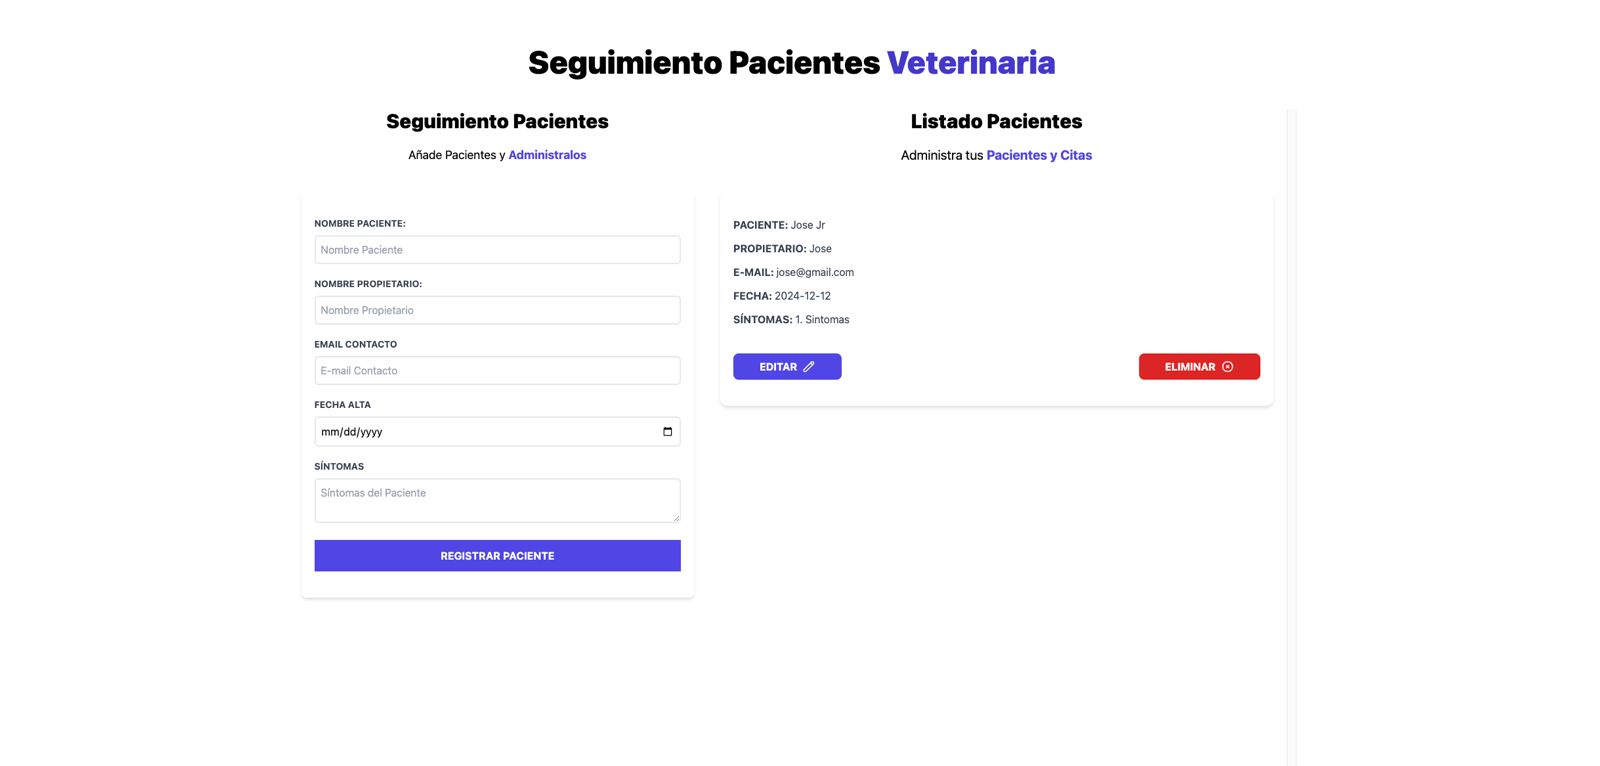 Seguimiento Pacientes Veterinaria
Seguimiento Pacientes
Añade Pacientes y Administralos
NOMBRE PACIENTE:
Nombre Paciente
NOMBRE PROPIETARIO:
Nombre Propietario
EMAIL CONTACTO
E-mail Contacto
FECHA ALTA
mm/dd/yyyy
SÍNTOMAS
Síntomas del Paciente
REGISTRAR PACIENTE
Listado Pacientes
Administra tus Pacientes y Citas
PACIENTE: Jose Jr
PROPIETARIO: Jose
E-MAIL: jose@gmail.com
FECHA: 2024-12-12
SÍNTOMAS: 1. Sintomas
EDITAR
ELIMINAR